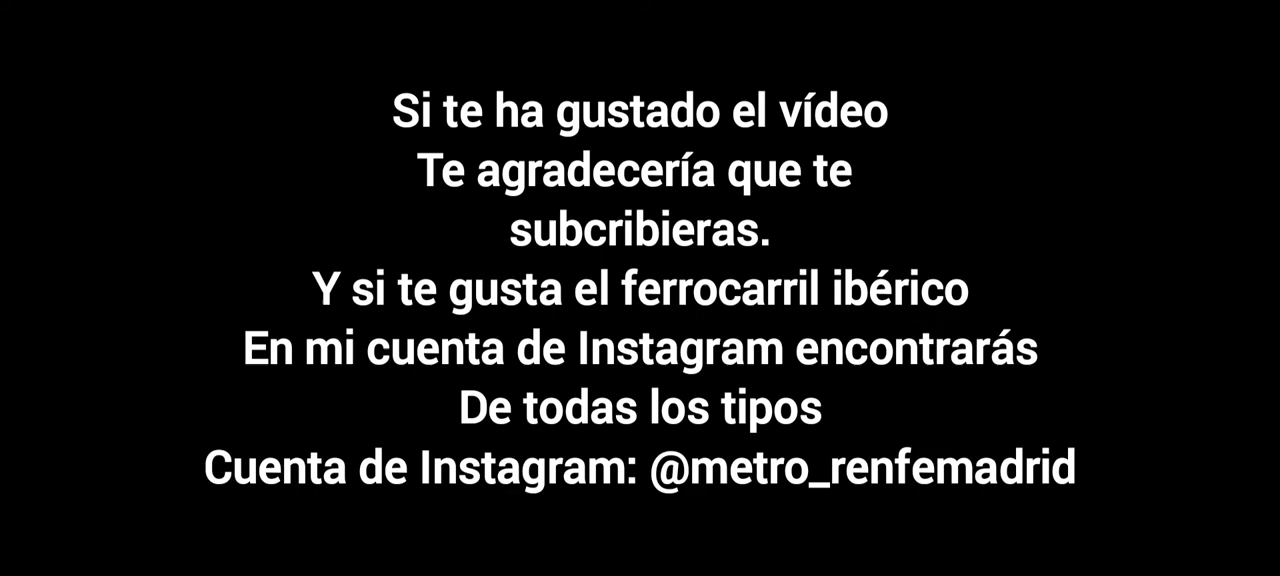 Si te ha gustado el vídeo
Te agradecería que te
subcribieras.
Y si te gusta el ferrocarril ibérico
En mi cuenta de Instagram encontrarás
De todas los tipos
Cuenta de Instagram: @metro_renfemadrid